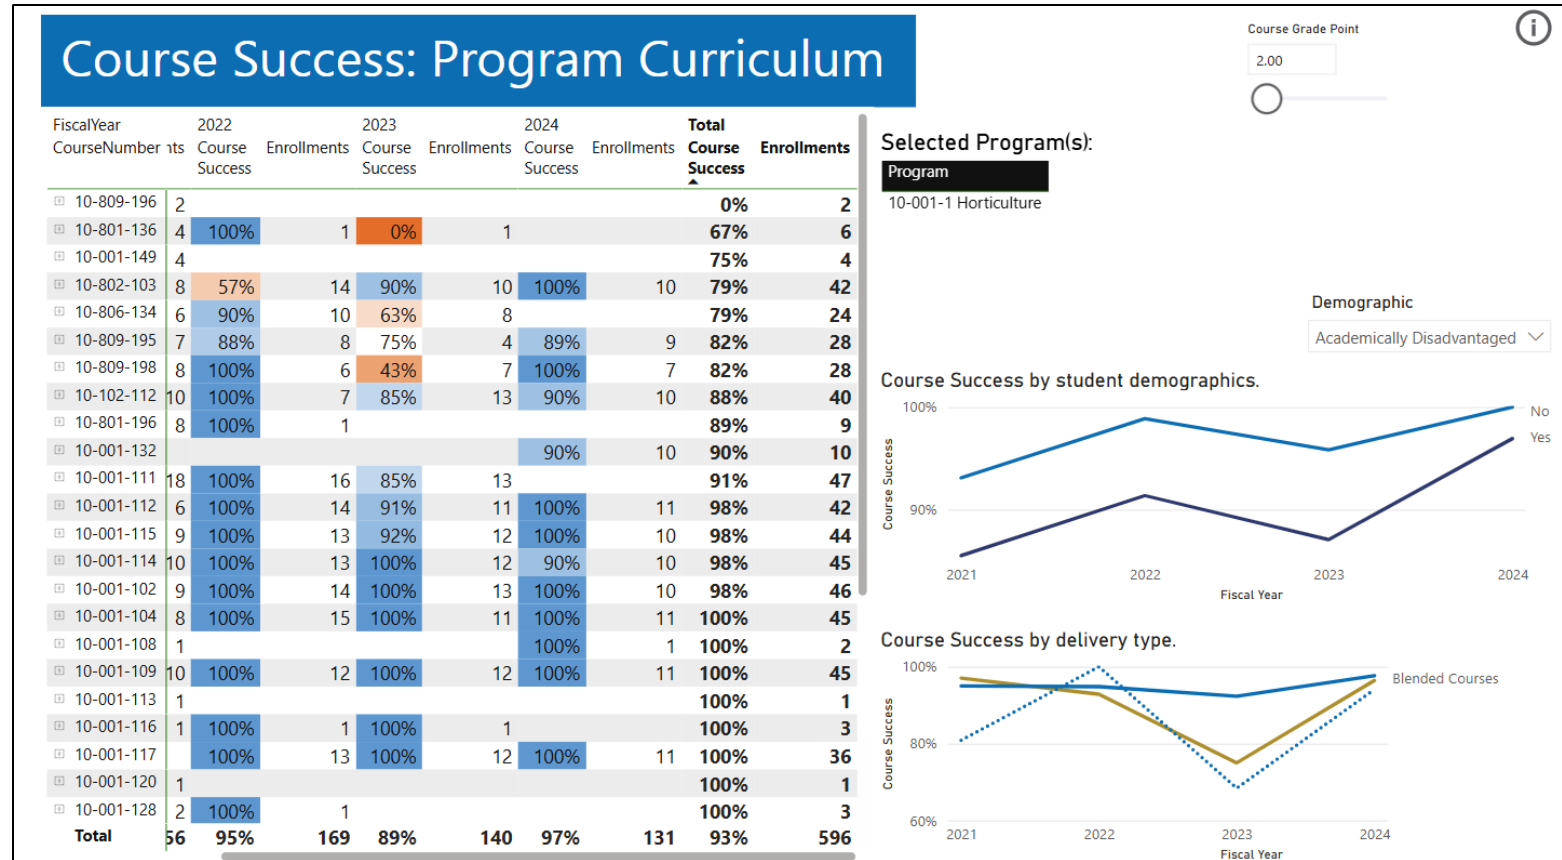 Course Success: Program Curriculum
Course Grade Point
2.00
FiscalYear 2022 2023 2024 Total
CourseNumber nts Course Success Enrollments Course Success Enrollments Course Success Enrollments Course Success Enrollments
10-809-196 2 0% 2
10-801-136 4 100% 1 0% 1 67% 6
10-001-149 4 75% 4
10-802-103 8 57% 14 90% 10 100% 10 79% 42
10-806-134 6 90% 10 63% 8 79% 24
10-809-195 7 88% 8 75% 4 89% 9 82% 28
10-809-198 8 100% 6 43% 7 100% 7 82% 28
10-102-112 10 100% 7 85% 13 90% 10 88% 40
10-801-196 8 100% 1 89% 9
10-001-132 90% 10 90% 10
10-001-111 18 100% 16 85% 13 91% 47
10-001-112 6 100% 14 91% 11 100% 11 98% 42
10-001-115 9 100% 13 92% 12 100% 10 98% 44
10-001-114 10 100% 13 100% 12 90% 10 98% 45
10-001-102 9 100% 14 100% 13 100% 10 98% 46
10-001-104 8 100% 15 100% 11 100% 11 100% 45
10-001-108 1 100% 1 100% 2
10-001-109 10 100% 12 100% 12 100% 11 100% 45
10-001-113 1 100% 1
10-001-116 1 100% 1 100% 1 100% 3
10-001-117 100% 13 100% 12 100% 11 100% 36
10-001-120 1 100% 1
10-001-128 2 100% 1 100% 3
Total 56 95% 169 89% 140 97% 131 93% 596
Selected Program(s):
Program
10-001-1 Horticulture
Demographic
Academically Disadvantaged
Course Success by student demographics.
100%
No
Yes
Course Success
90%
2021 2022 2023 2024
Fiscal Year
Course Success by delivery type.
100%
Blended Courses
Course Success
80%
60%
2021 2022 2023 2024
Fiscal Year